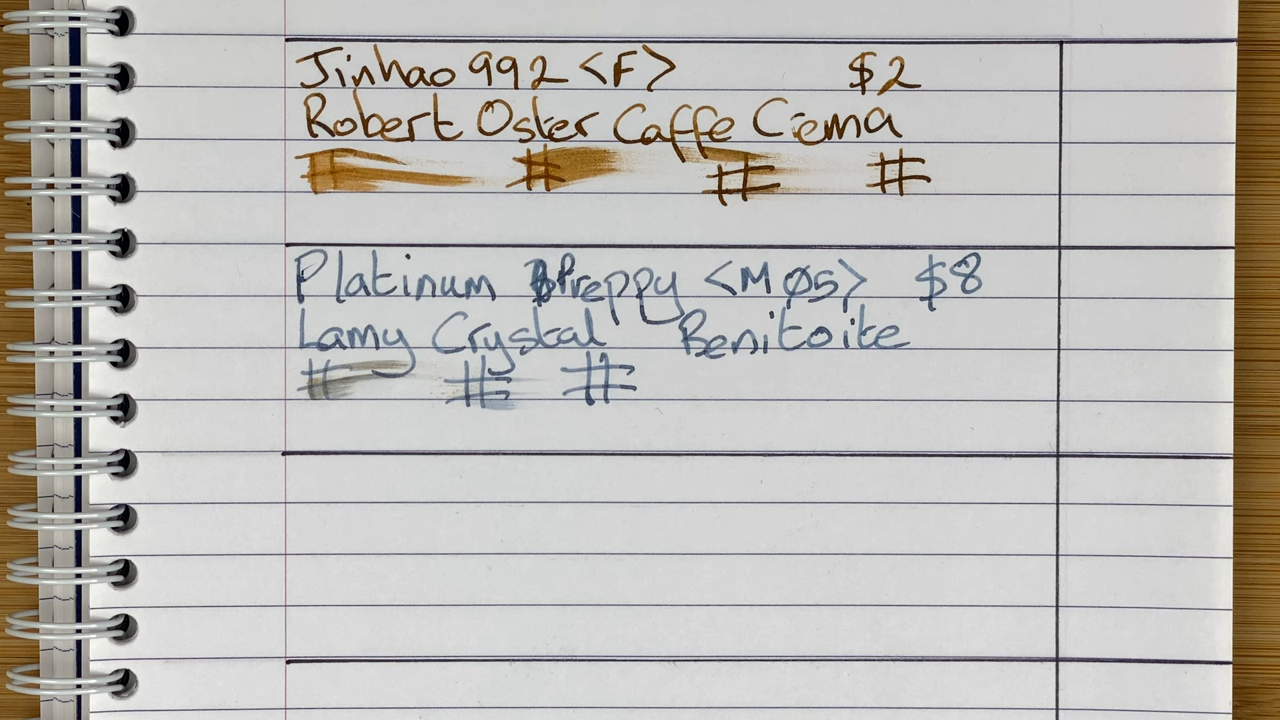 Jinhao 992 <F> $2
Robert Oster Caffe Crema
# # # #
Platinum Preppy <M 05> $8
Lamy Crystal Benitoite
# # #